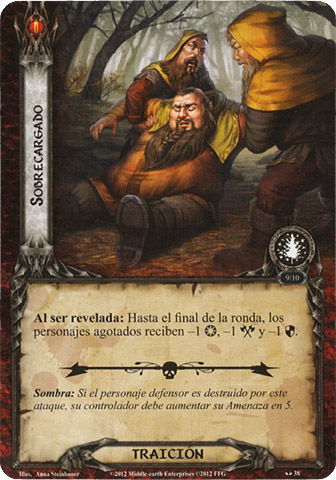 SOBRECARGADO
9/10
Al ser revelada: Hasta el final de la ronda, los
personajes agotados reciben –1, –1 y –1.
Sombra: Si el personaje defensor es destruido por este
ataque, su controlador debe aumentar su Amenaza en 5.
TRAICIÓN
Illus. Anna Steinbauer
©2012 Middle-earth Enterprises ©2012 FFG
38